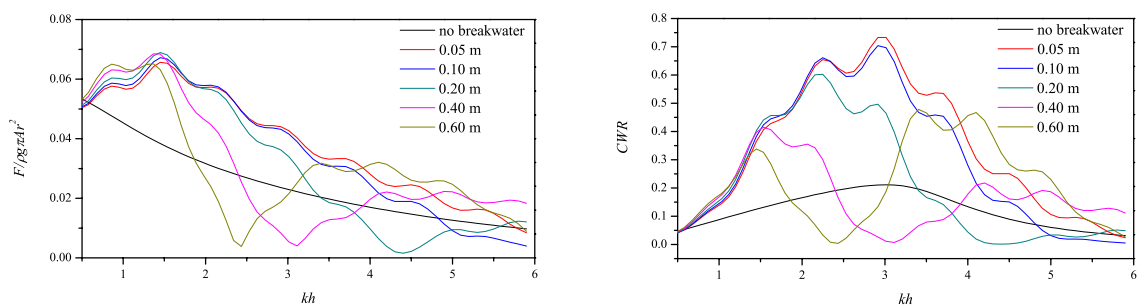 0.08
0.06
0.04
0.02
0.00
F/ρgπAr²
1 2 3 4 5 6
kh
no breakwater
0.05 m
0.10 m
0.20 m
0.40 m
0.60 m
0.8
0.7
0.6
0.5
0.4
0.3
0.2
0.1
0.0
CWR
1 2 3 4 5 6
kh
no breakwater
0.05 m
0.10 m
0.20 m
0.40 m
0.60 m